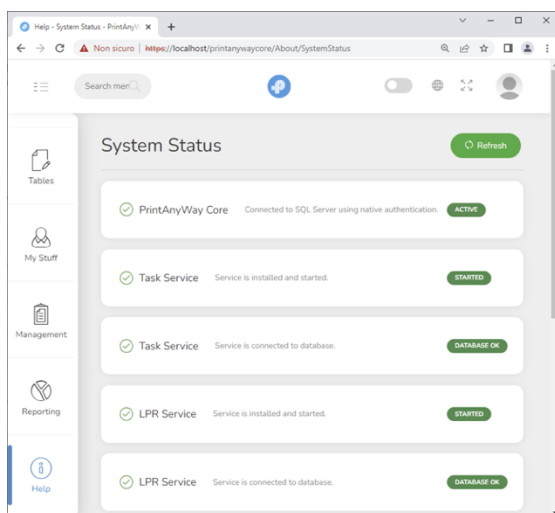 Help - System Status - PrintAnyW
Non sicuro | https://localhost/printanywaycore/About/SystemStatus
Search men
System Status
Refresh
Tables
My Stuff
Management
Reporting
Help
PrintAnyWay Core Connected to SQL Server using native authentication. ACTIVE
Task Service Service is installed and started. STARTED
Task Service Service is connected to database. DATABASE OK
LPR Service Service is installed and started. STARTED
LPR Service Service is connected to database. DATABASE OK